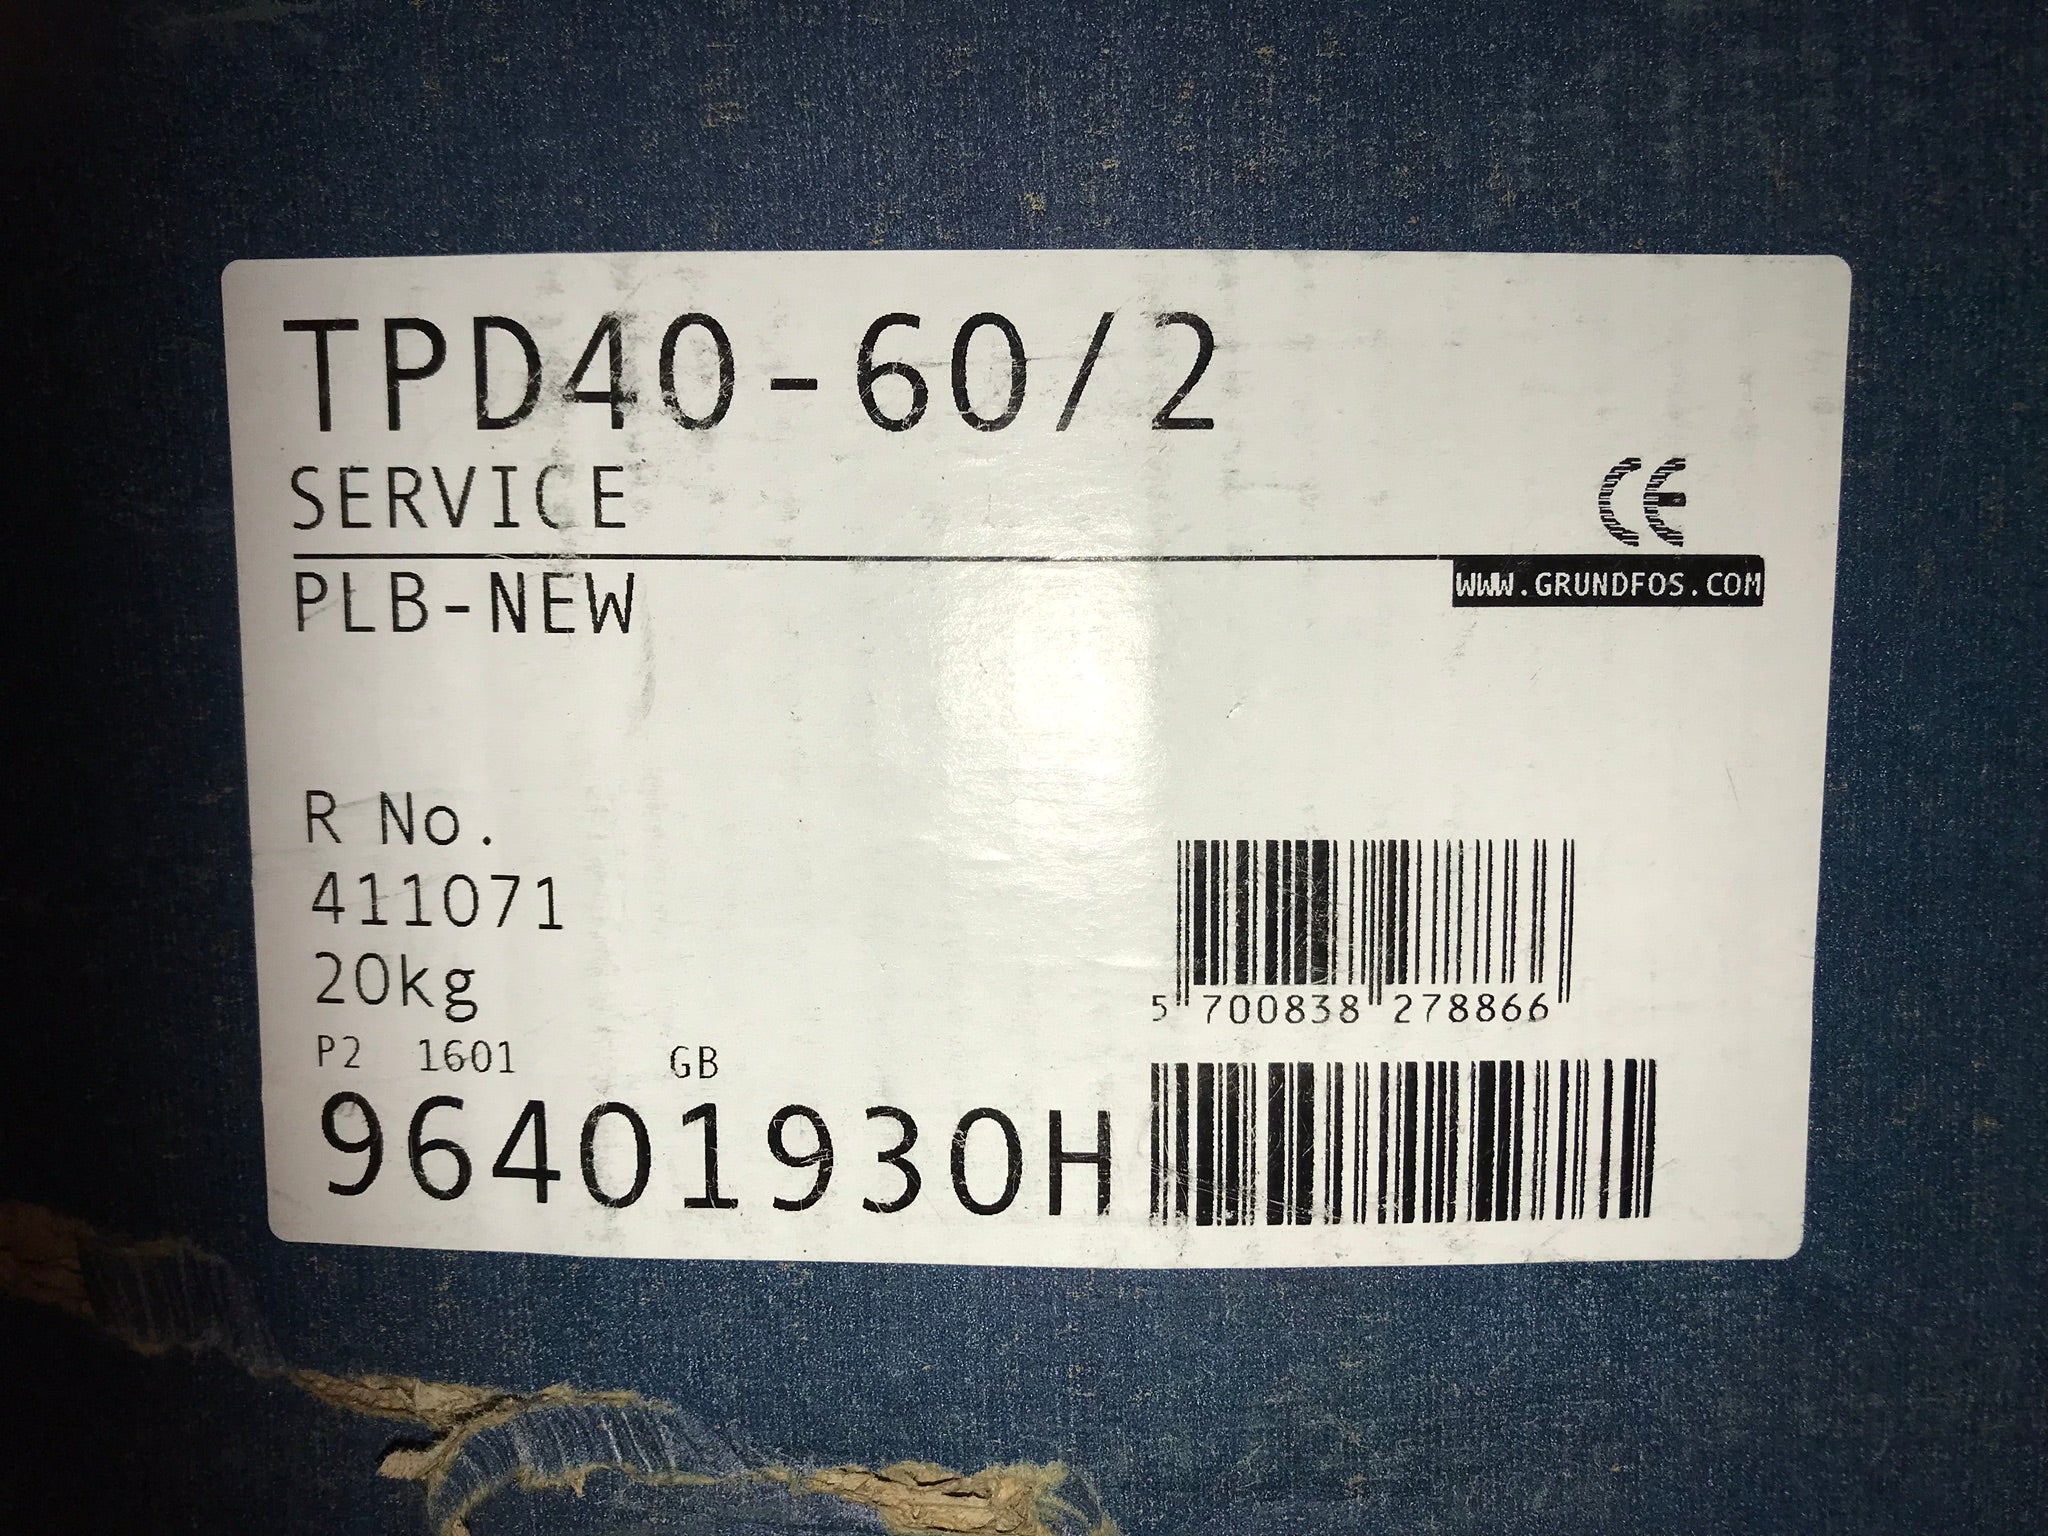 TPD40-60/2
SERVICE
CE
WWW.GRUNDFOS.COM
PLB-NEW
R No.
411071
20kg
5 700838 278866
P2 1601 GB
96401930H